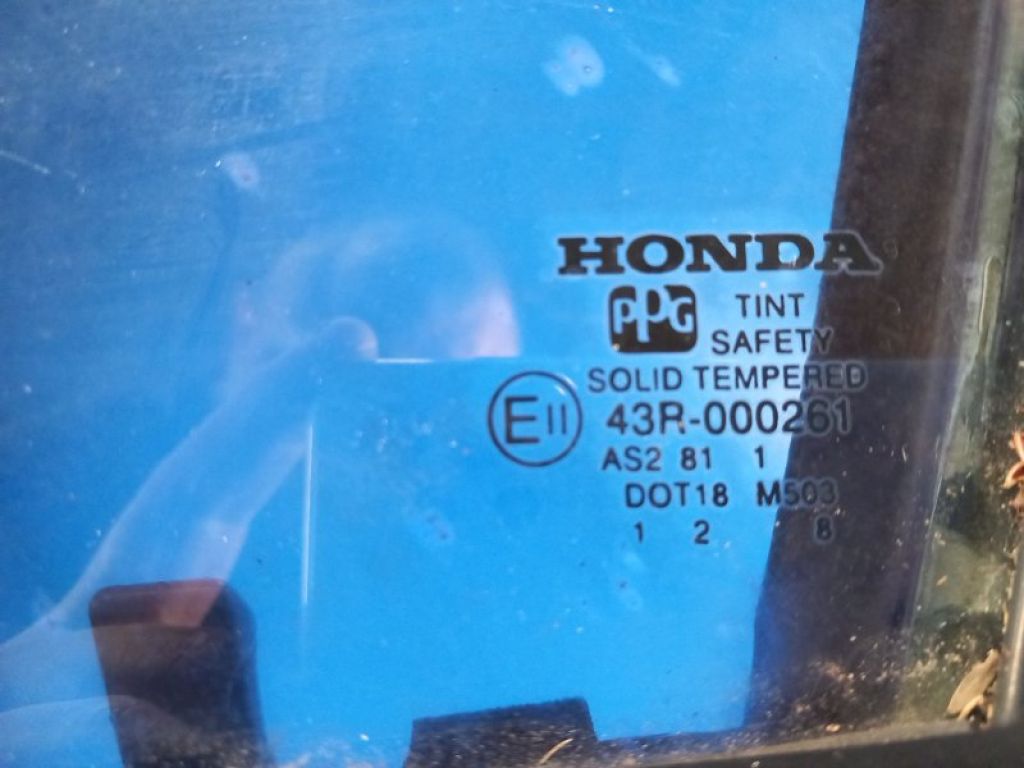 HONDA
PPG TINT
SAFETY
SOLID TEMPERED
E11 43R-000261
AS2 81 1
DOT18 M503
1 2 8